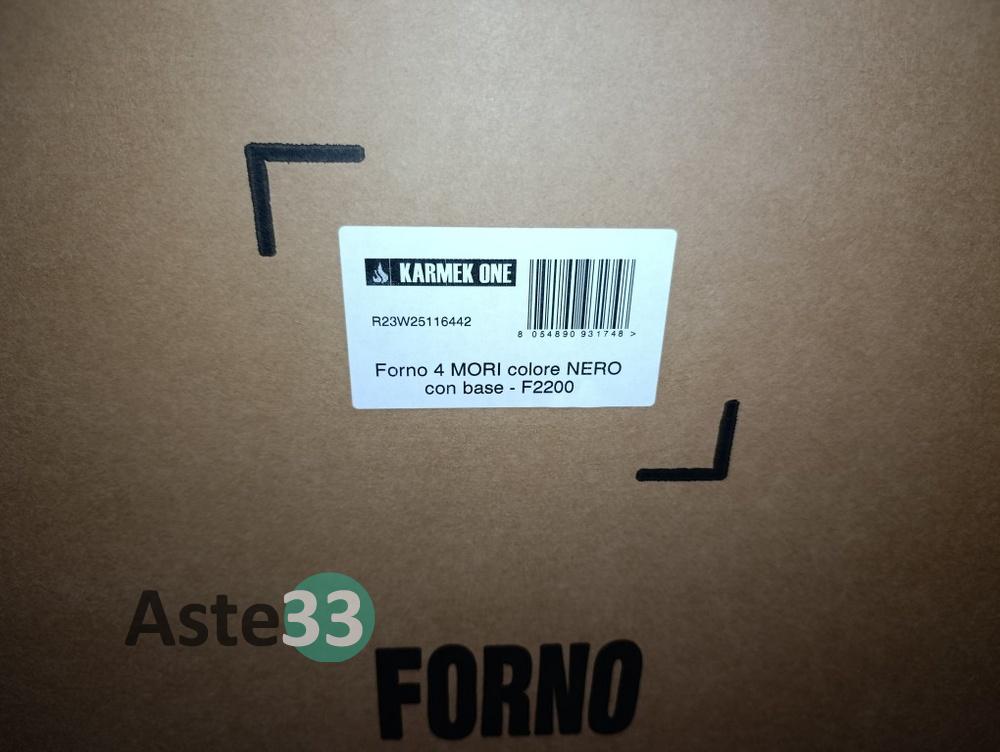 KARMEK ONE
R23W25116442
8 054890 931748 >
Forno 4 MORI colore NERO
con base - F2200
Aste33
FORNO